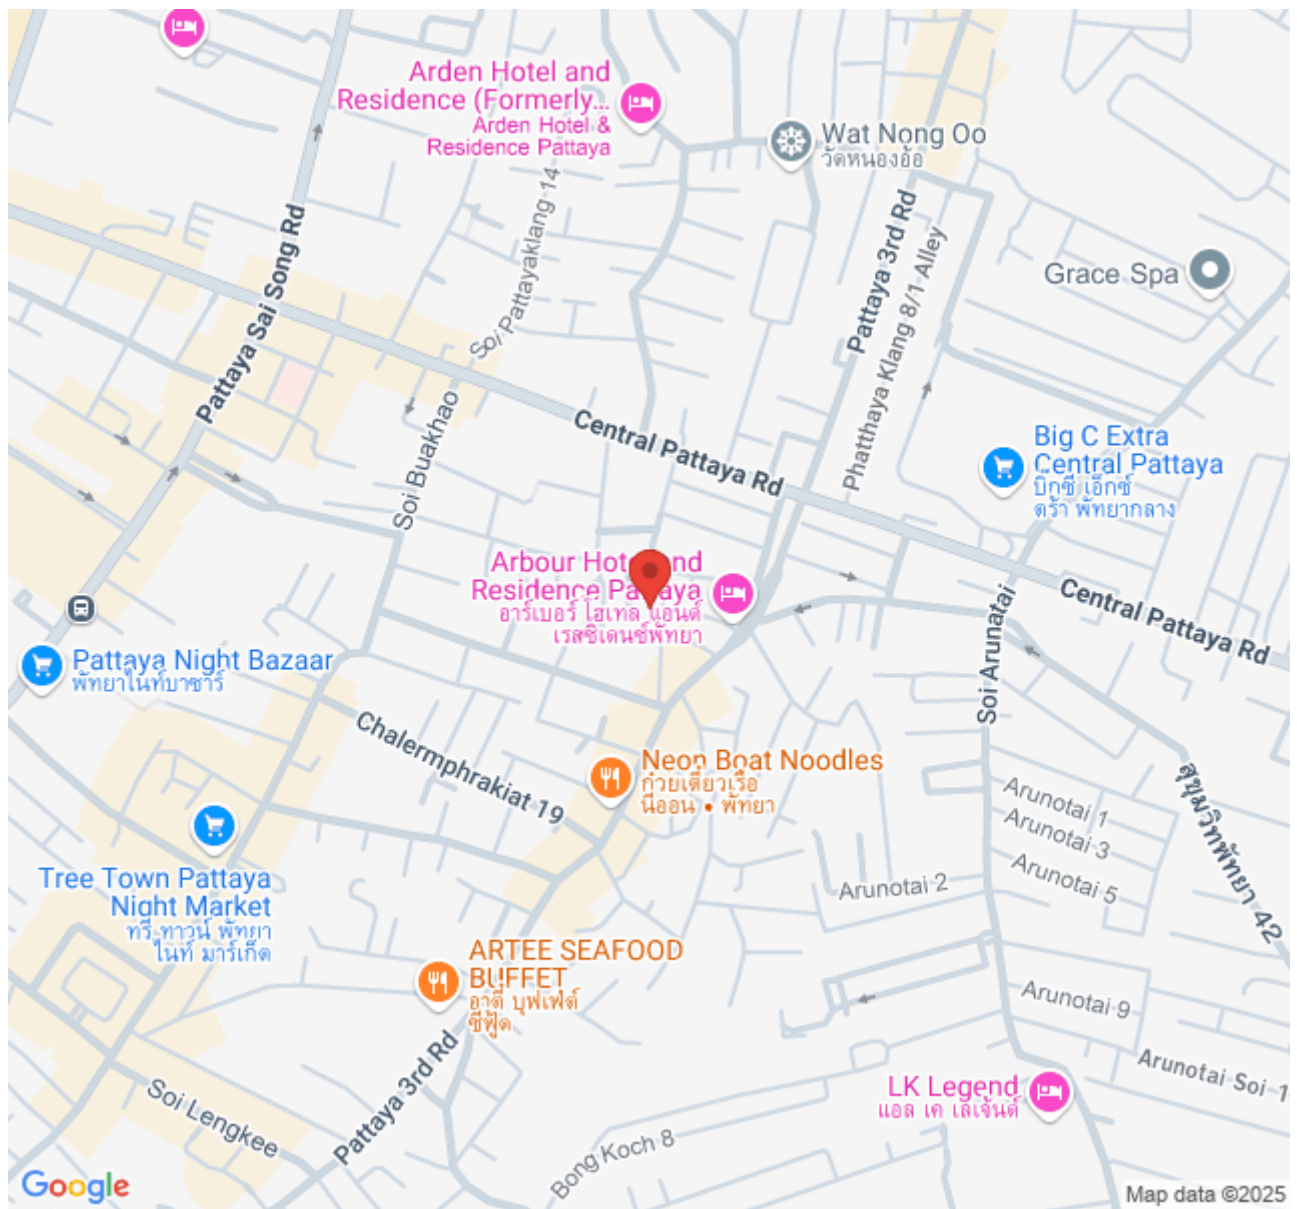 Arden Hotel and
Residence (Formerly...
Arden Hotel &
Residence Pattaya
Wat Nong Oo
วัดหนองอ้อ
Soi Pattayaklang 14
Pattaya Sai Song Rd
Pattaya 3rd Rd
Phatthaya Klang 8/1 Alley
Grace Spa
Soi Buakhao
Central Pattaya Rd
Big C Extra
Central Pattaya
บิ๊กซี เอ็กซ์
ตร้า พัทยากลาง
Arbour Hotel and
Residence Pattaya
อาร์เบอร์ โฮเทล แอนด์
เรสซิเดนซ์พัทยา
Central Pattaya Rd
Soi Arunatai
Pattaya Night Bazaar
พัทยาไนท์บาซาร์
Chalermphrakiat 19
Neon Boat Noodles
ก๋วยเตี๋ยวเรือ
นีออน • พัทยา
Arunotai 1
Arunotai 3
Arunotai 5
สุขุมวิทพัทยา 42
Tree Town Pattaya
Night Market
ทรี ทาวน์ พัทยา
ไนท์ มาร์เก็ต
Arunotai 2
ARTEE SEAFOOD
BUFFET
อาตี๋ บุฟเฟ่ต์
ซีฟู้ด
Arunotai 9
Arunotai Soi 1
Pattaya 3rd Rd
Soi Lengkee
LK Legend
แอล เค เลเจ้นด์
Bong Koch 8
Google
Map data ©2025